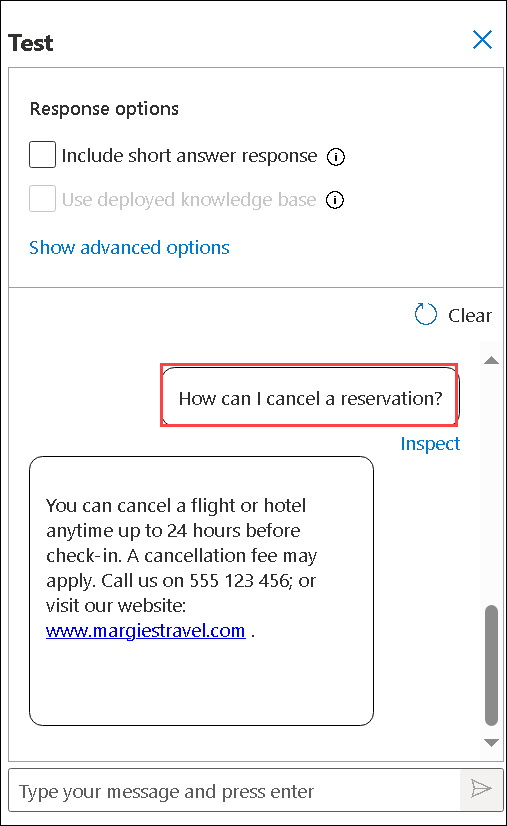 Test
Response options
Include short answer response
Use deployed knowledge base
Show advanced options
Clear
How can I cancel a reservation?
Inspect
You can cancel a flight or hotel
anytime up to 24 hours before
check-in. A cancellation fee may
apply. Call us on 555 123 456; or
visit our website:
www.margiestravel.com .
Type your message and press enter